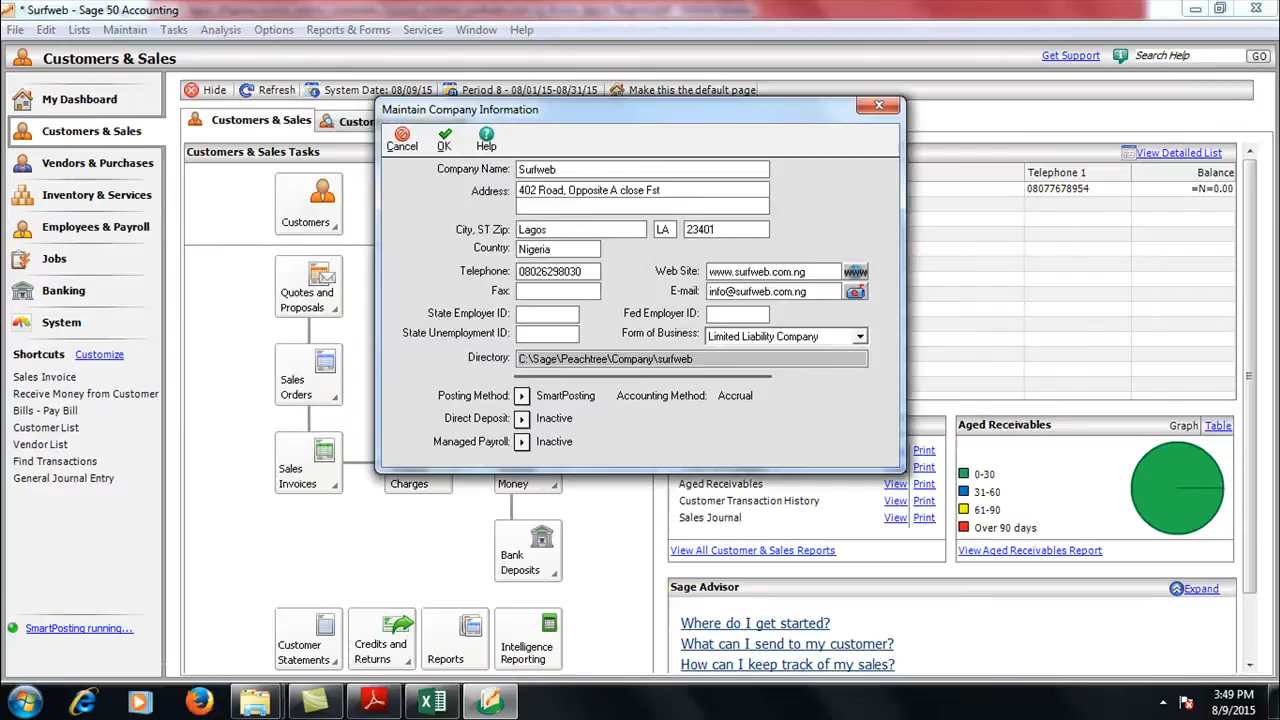 * Surfweb - Sage 50 Accounting
File Edit Lists Maintain Tasks Analysis Options Reports & Forms Services Window Help
Customers & Sales
Get Support Search Help GO
Hide Refresh System Date: 08/09/15 Period 8 - 08/01/15-08/31/15 Make this the default page
My Dashboard
Customers & Sales
Vendors & Purchases
Inventory & Services
Employees & Payroll
Jobs
Banking
System
Shortcuts Customize
Sales Invoice
Receive Money from Customer
Bills - Pay Bill
Customer List
Vendor List
Find Transactions
General Journal Entry
SmartPosting running...
Customers & Sales Custom
Customers & Sales Tasks
Customers
Quotes and
Proposals
Sales
Orders
Sales
Invoices
Charges
Money
Bank
Deposits
Customer
Statements
Credits and
Returns
Reports
Intelligence
Reporting
Maintain Company Information
Cancel OK Help
Company Name: Surfweb
Address: 402 Road, Opposite A close Fst
City, ST Zip: Lagos LA 23401
Country: Nigeria
Telephone: 08026298030 Web Site: www.surfweb.com.ng www
Fax: E-mail: info@surfweb.com.ng
State Employer ID: Fed Employer ID:
State Unemployment ID: Form of Business: Limited Liability Company
Directory: C:\Sage\Peachtree\Company\surfweb
Posting Method: SmartPosting Accounting Method: Accrual
Direct Deposit: Inactive
Managed Payroll: Inactive
View Detailed List
Telephone 1 Balance
08077678954 =N=0.00
View Print
Print
Aged Receivables View Print
Customer Transaction History View Print
Sales Journal View Print
View All Customer & Sales Reports
Aged Receivables Graph Table
0-30
31-60
61-90
Over 90 days
View Aged Receivables Report
Sage Advisor Expand
Where do I get started?
What can I send to my customer?
How can I keep track of my sales?
3:49 PM
8/9/2015